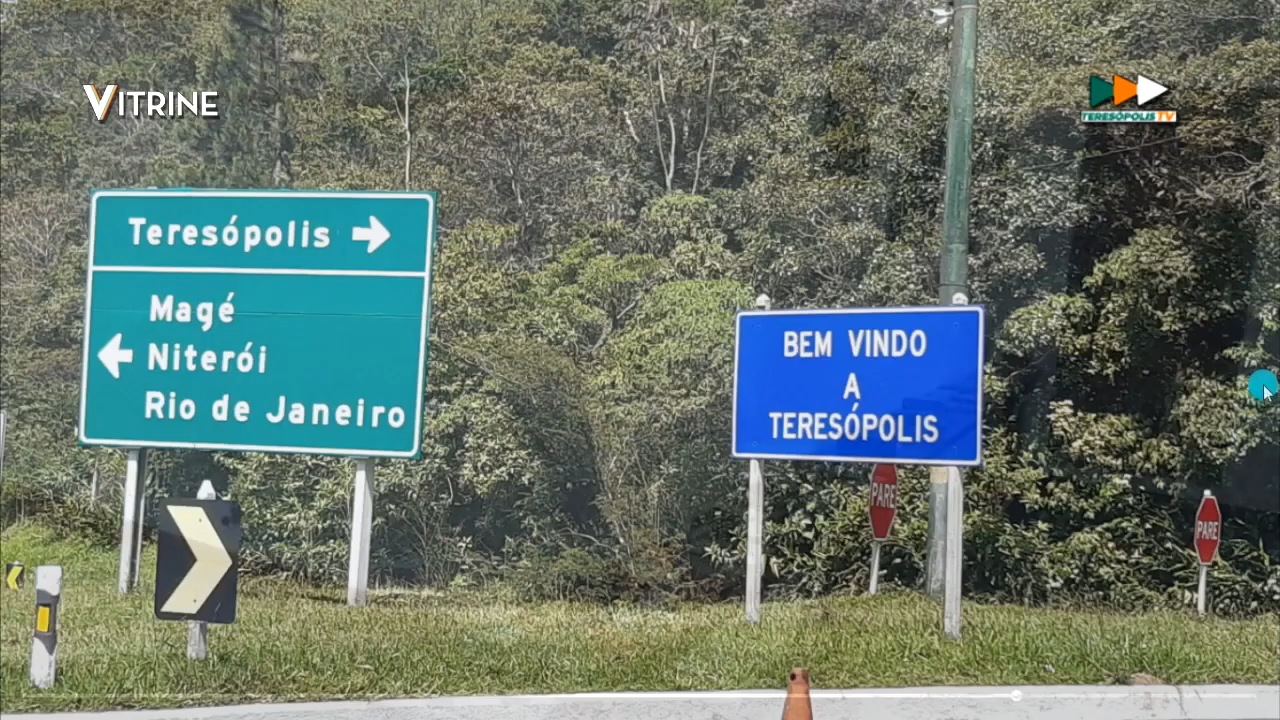 VITRINE
TERESÓPOLIS TV
Teresópolis
Magé
Niterói
Rio de Janeiro
BEM VINDO
A
TERESÓPOLIS
PARE
PARE